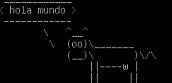 < hola mundo >